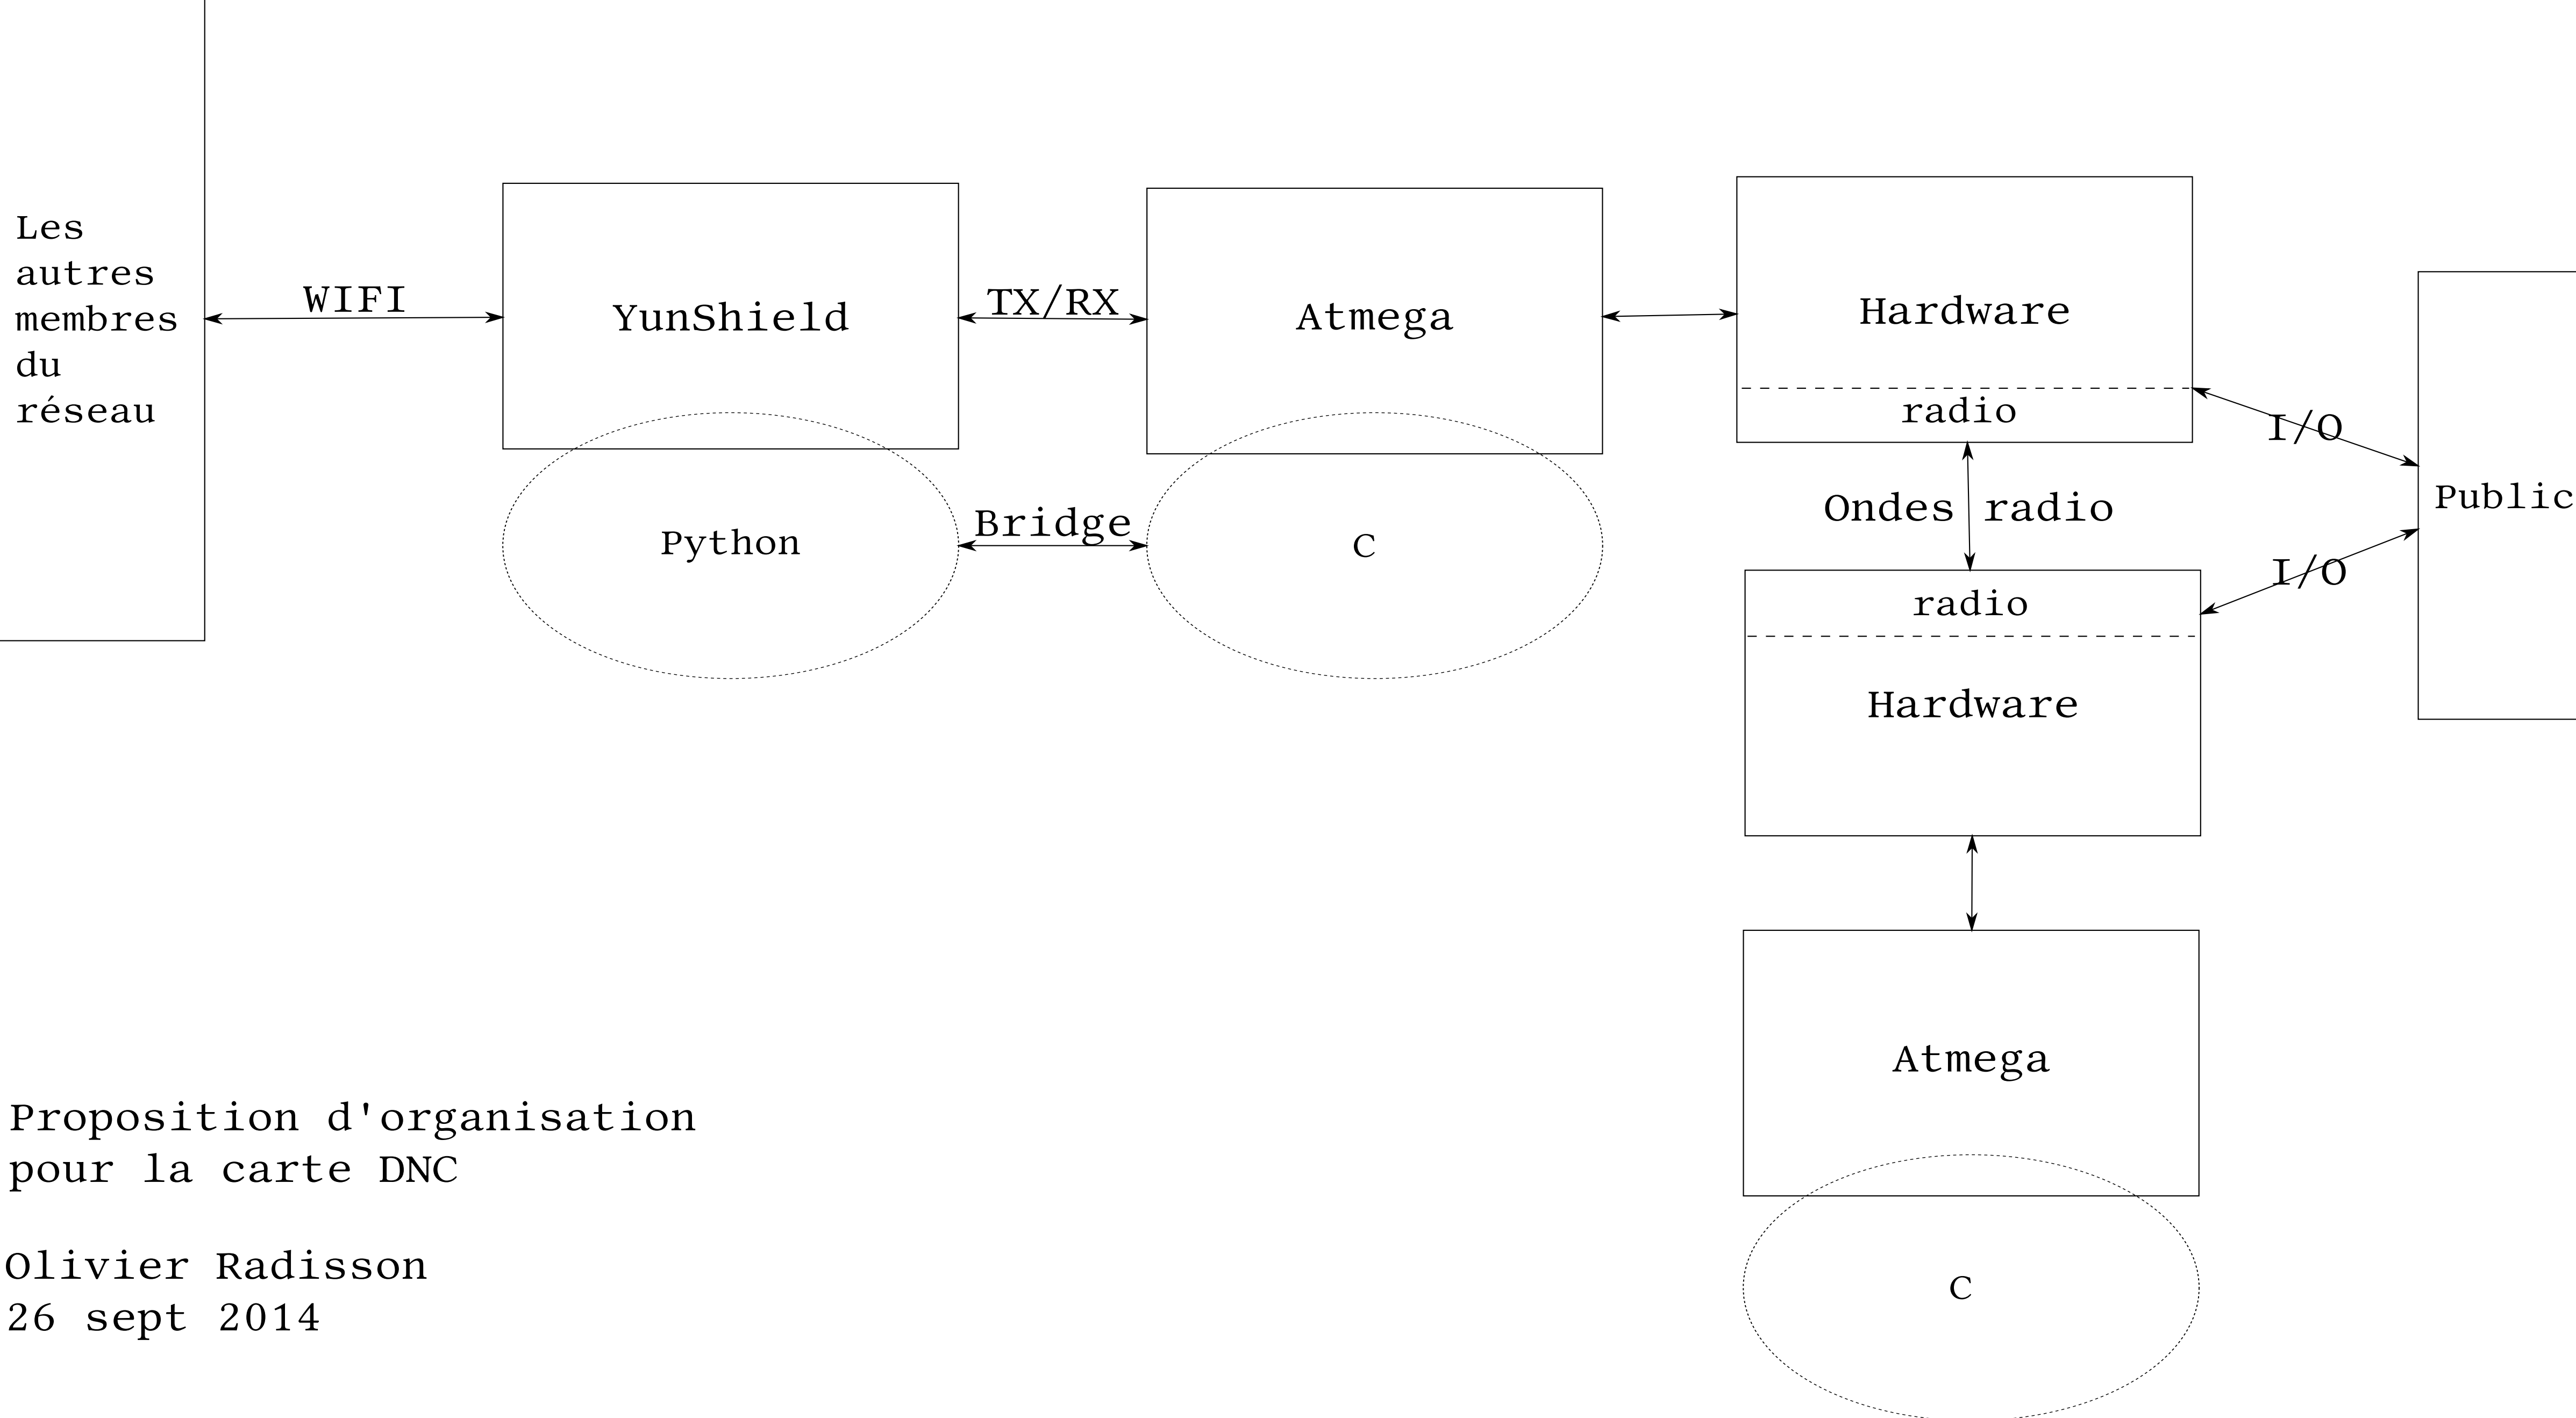 Les
autres
membres
du
réseau
WIFI
YunShield
TX/RX
Atmega
Hardware
radio
I/O
Public
Python
Bridge
C
Ondes radio
I/O
radio
Hardware
Atmega
C
Proposition d'organisation
pour la carte DNC
Olivier Radisson
26 sept 2014